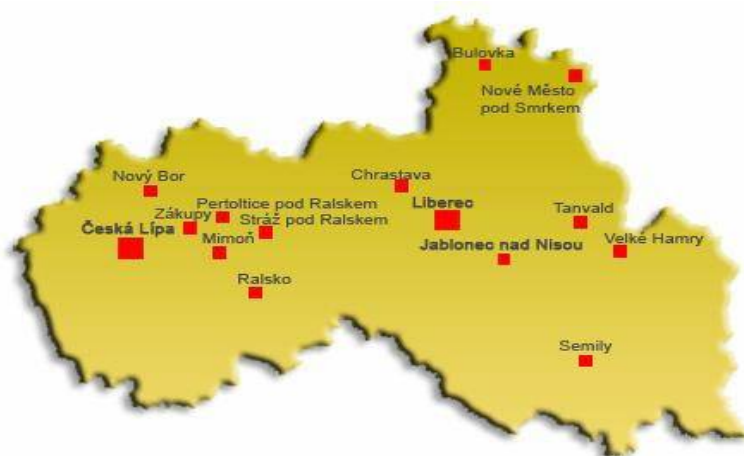 Bulovka
Nové Město
pod Smrkem
Chrastava
Nový Bor
Pertoltice pod Ralskem
Liberec
Tanvald
Zákupy
Stráž pod Ralskem
Česká Lípa
Mimoň
Jablonec nad Nisou
Velké Hamry
Ralsko
Semily